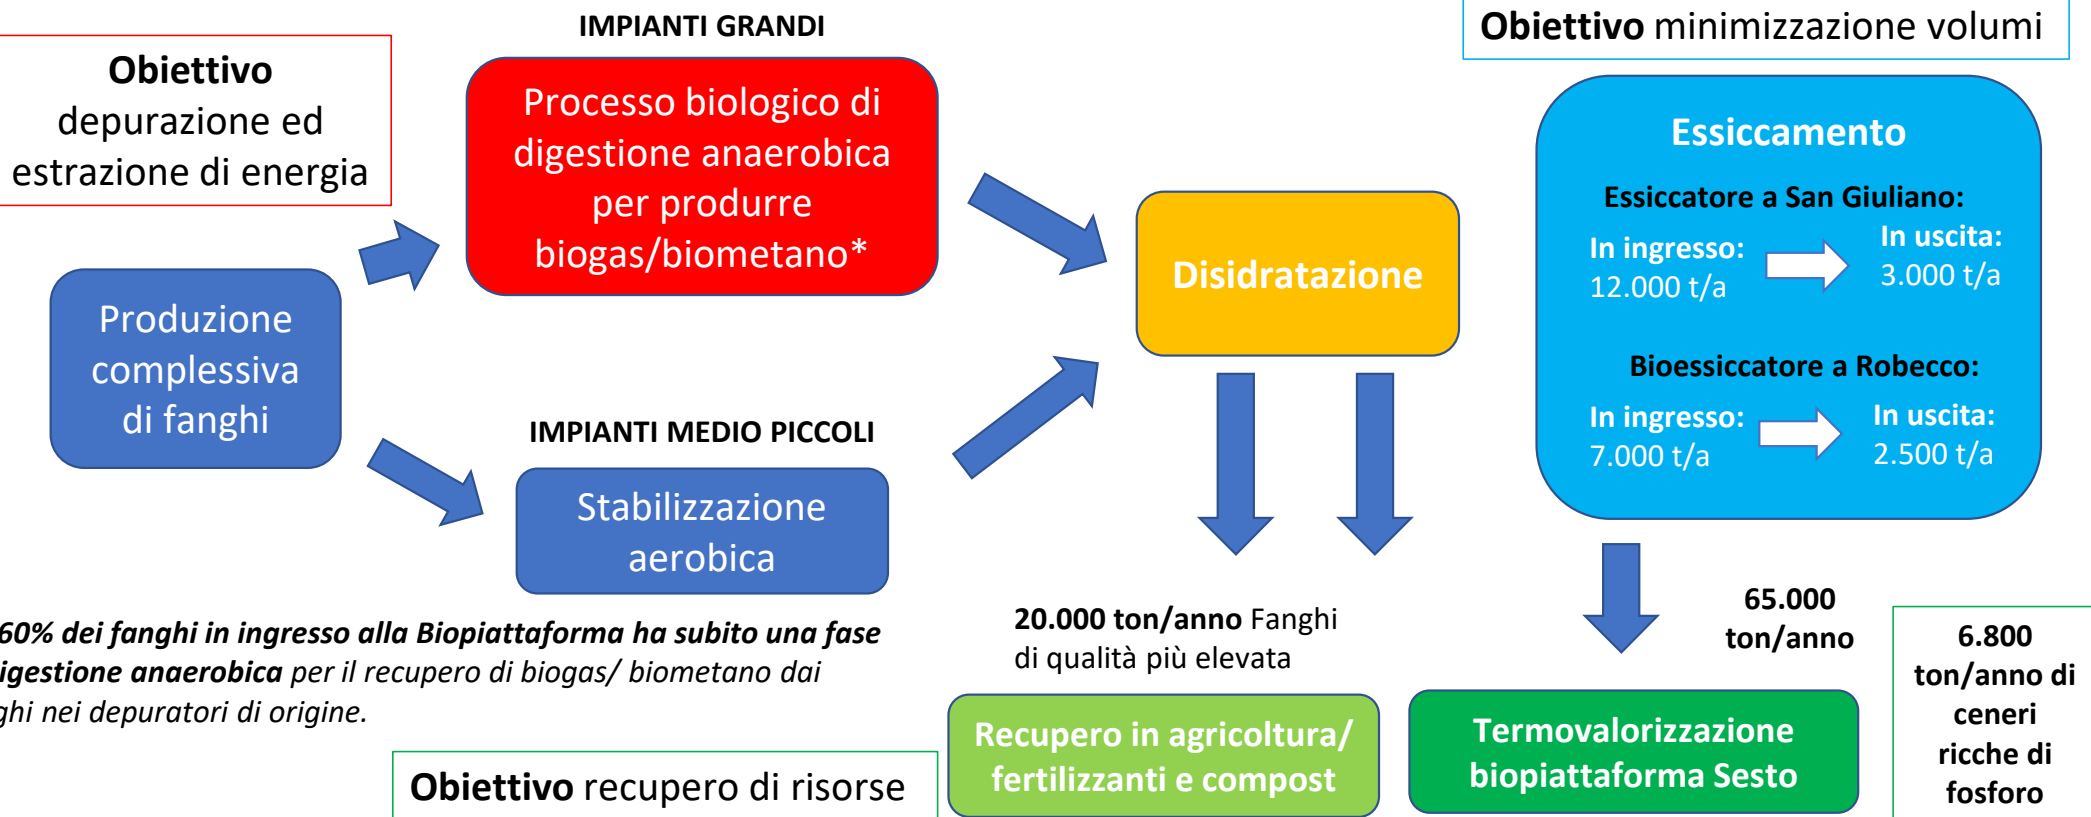 IMPIANTI GRANDI
Obiettivo minimizzazione volumi
Obiettivo
depurazione ed
estrazione di energia
Processo biologico di
digestione anaerobica
per produrre
biogas/biometano*
Essiccamento
Essiccatore a San Giuliano:
In ingresso:
12.000 t/a
In uscita:
3.000 t/a
Bioessiccatore a Robecco:
In ingresso:
7.000 t/a
In uscita:
2.500 t/a
Disidratazione
Produzione
complessiva
di fanghi
IMPIANTI MEDIO PICCOLI
Stabilizzazione
aerobica
60% dei fanghi in ingresso alla Biopiattaforma ha subito una fase
igestione anaerobica per il recupero di biogas/ biometano dai
ghi nei depuratori di origine.
20.000 ton/anno Fanghi
di qualità più elevata
65.000
ton/anno
6.800
ton/anno di
ceneri
ricche di
fosforo
Recupero in agricoltura/
fertilizzanti e compost
Termovalorizzazione
biopiattaforma Sesto
Obiettivo recupero di risorse